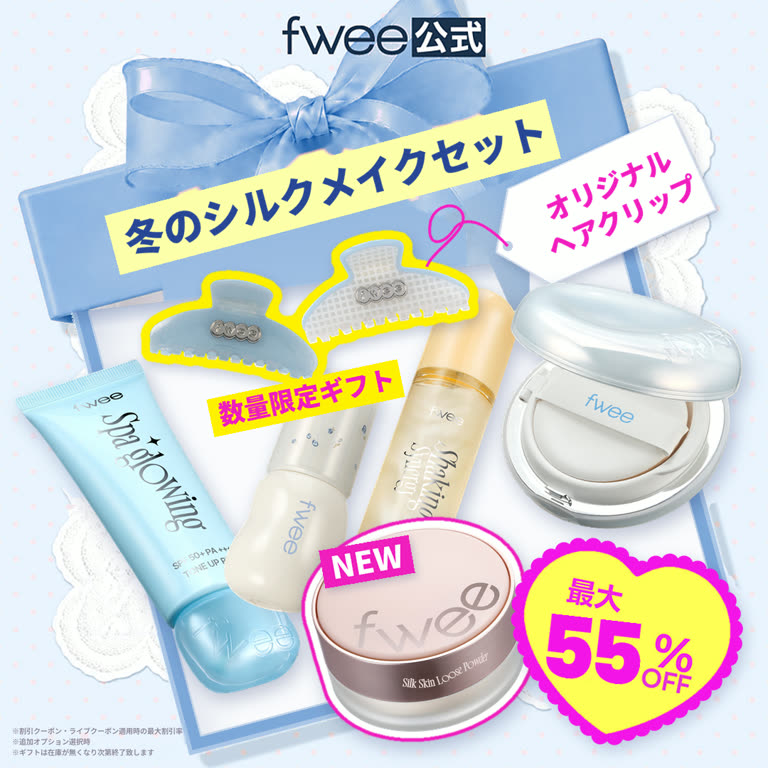 fwee公式
冬のシルクメイクセット
オリジナル
ヘアクリップ
fwee
fwee
数量限定ギフト
fwee
Spa glowing
SPF50+PA+++
TONE UP
fwee
fwee
fwee
Shaking
Synergy
fwee
NEW
fwee
Silk Skin Loose Powder
最大
55%
OFF
※割引クーポン・ライブクーポン適用時の最大割引率
※追加オプション選択時
※ギフトは在庫が無くなり次第終了致します